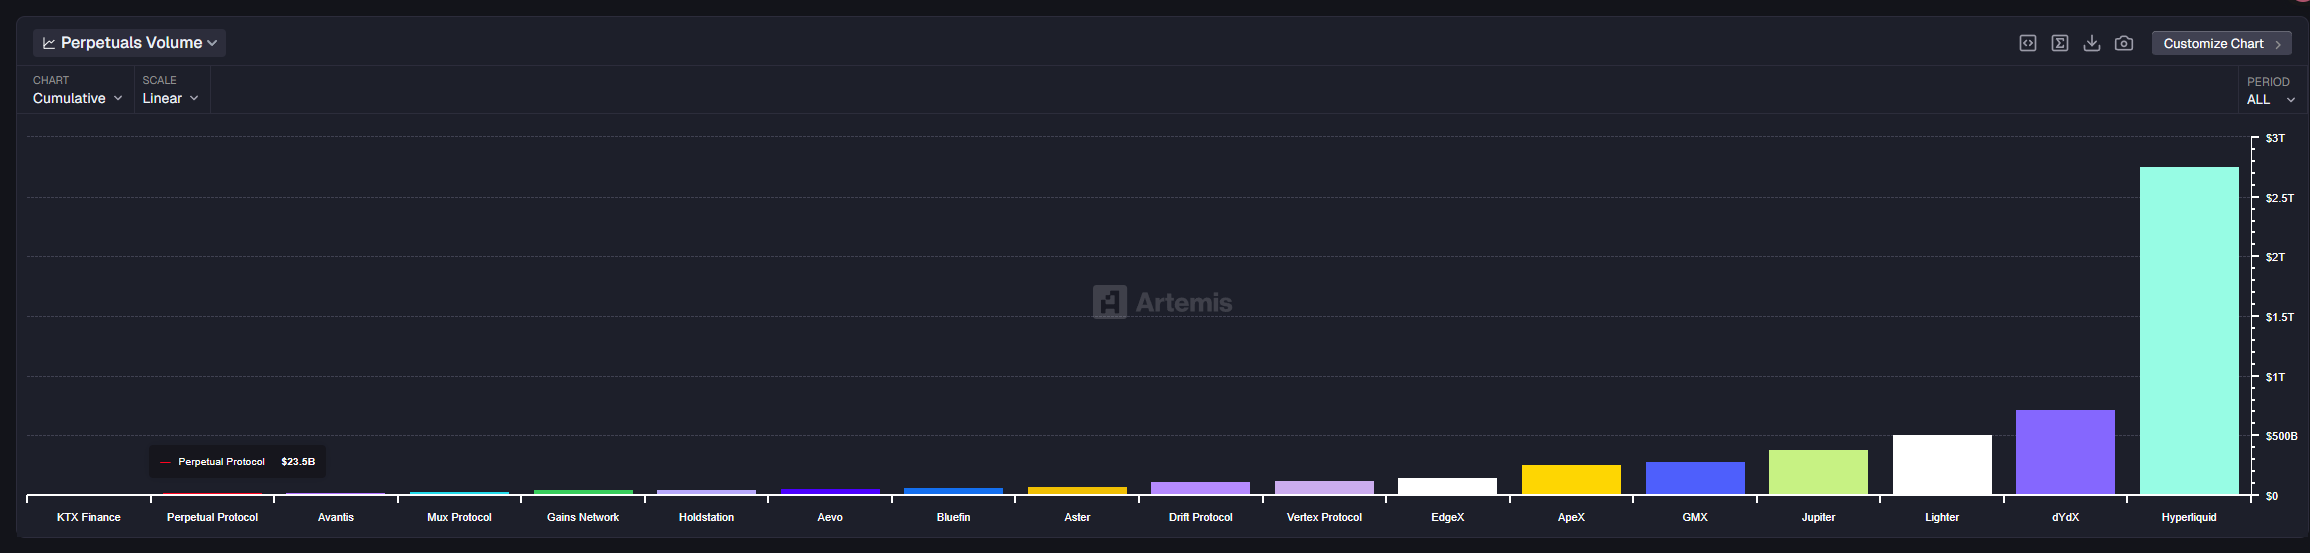 Perpetuals Volume
Customize Chart
CHART
SCALE
PERIOD
Cumulative
Linear
ALL
$3T
$2.5T
$2T
Artemis
$1.5T
$1T
$500B
Perpetual Protocol $23.5B
$0
KTX Finance Perpetual Protocol Avantis Mux Protocol Gains Network Holdstation Aevo Bluefin Aster Drift Protocol Vertex Protocol EdgeX ApeX GMX Jupiter Lighter dYdX Hyperliquid